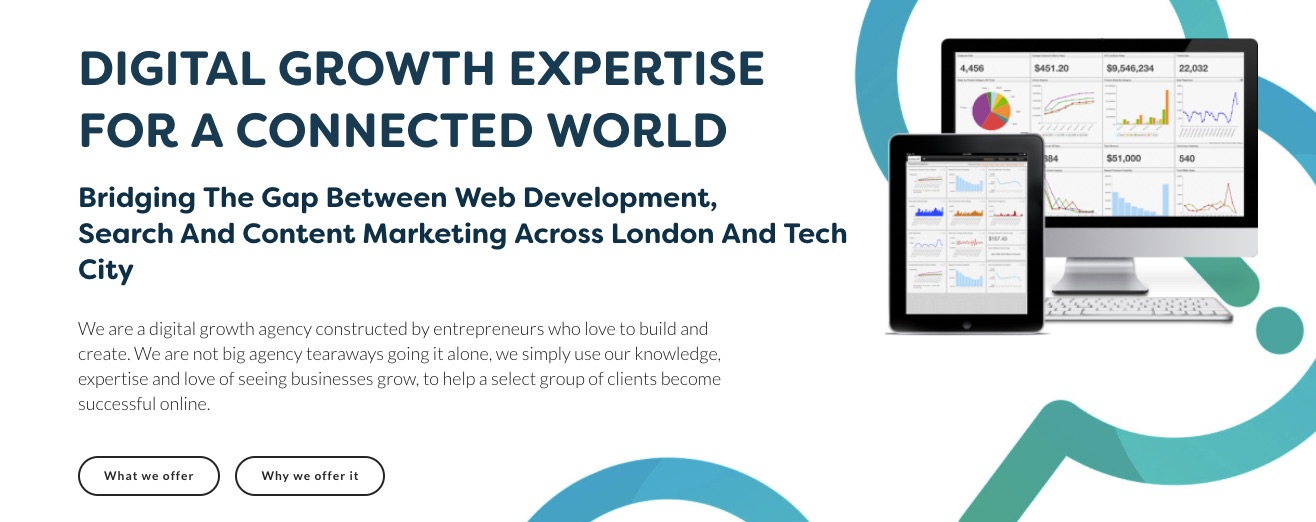 DIGITAL GROWTH EXPERTISE
FOR A CONNECTED WORLD
Bridging The Gap Between Web Development,
Search And Content Marketing Across London And Tech
City
We are a digital growth agency constructed by entrepreneurs who love to build and
create. We are not big agency tearaways going it alone, we simply use our knowledge,
expertise and love of seeing businesses grow, to help a select group of clients become
successful online.
What we offer
Why we offer it
4,456
$451.20
$9,546,234
22,032
$51,000
540
$167.45